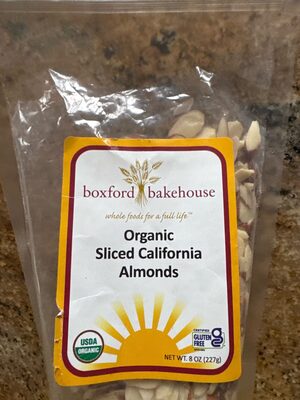 boxford bakehouse
whole foods for a full life™
Organic
Sliced California
Almonds
USDA
ORGANIC
CERTIFIED
GLUTEN
FREE
NET WT. 8 OZ (227g)